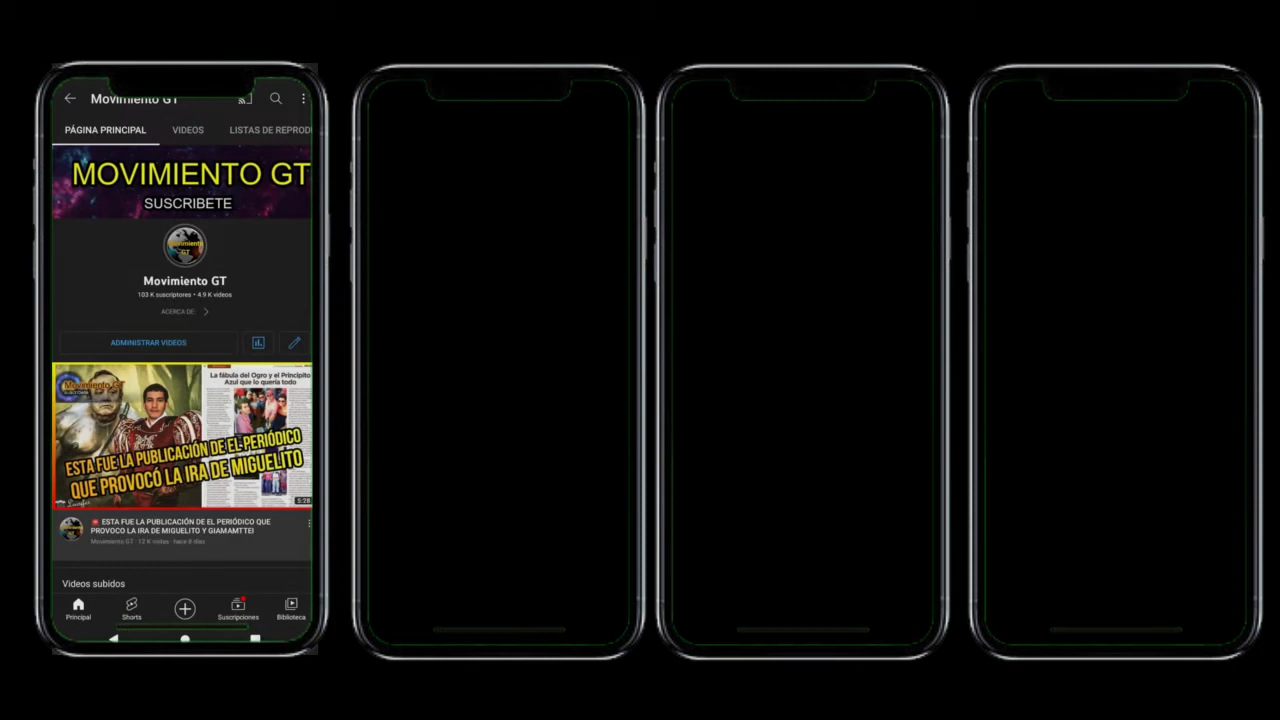 Movimiento GT
PÁGINA PRINCIPAL VIDEOS LISTAS DE REPROD
MOVIMIENTO GT
SUSCRIBETE
Movimiento
GT
Movimiento GT
103 K suscriptores • 4.9 K videos
ACERCA DE:
ADMINISTRAR VIDEOS
Movimiento GT
SUSCRIBETE
La fábula del Ogro y el Principito
Azul que lo quería todo
ESTA FUE LA PUBLICACIÓN DE EL PERIÓDICO
QUE PROVOCÓ LA IRA DE MIGUELITO
5:28
ESTA FUE LA PUBLICACIÓN DE EL PERIÓDICO QUE
PROVOCO LA IRA DE MIGUELITO Y GIAMAMTTEI
Movimiento GT · 12 K vistas · hace 8 días
Videos subidos
Principal Shorts Suscripciones Biblioteca